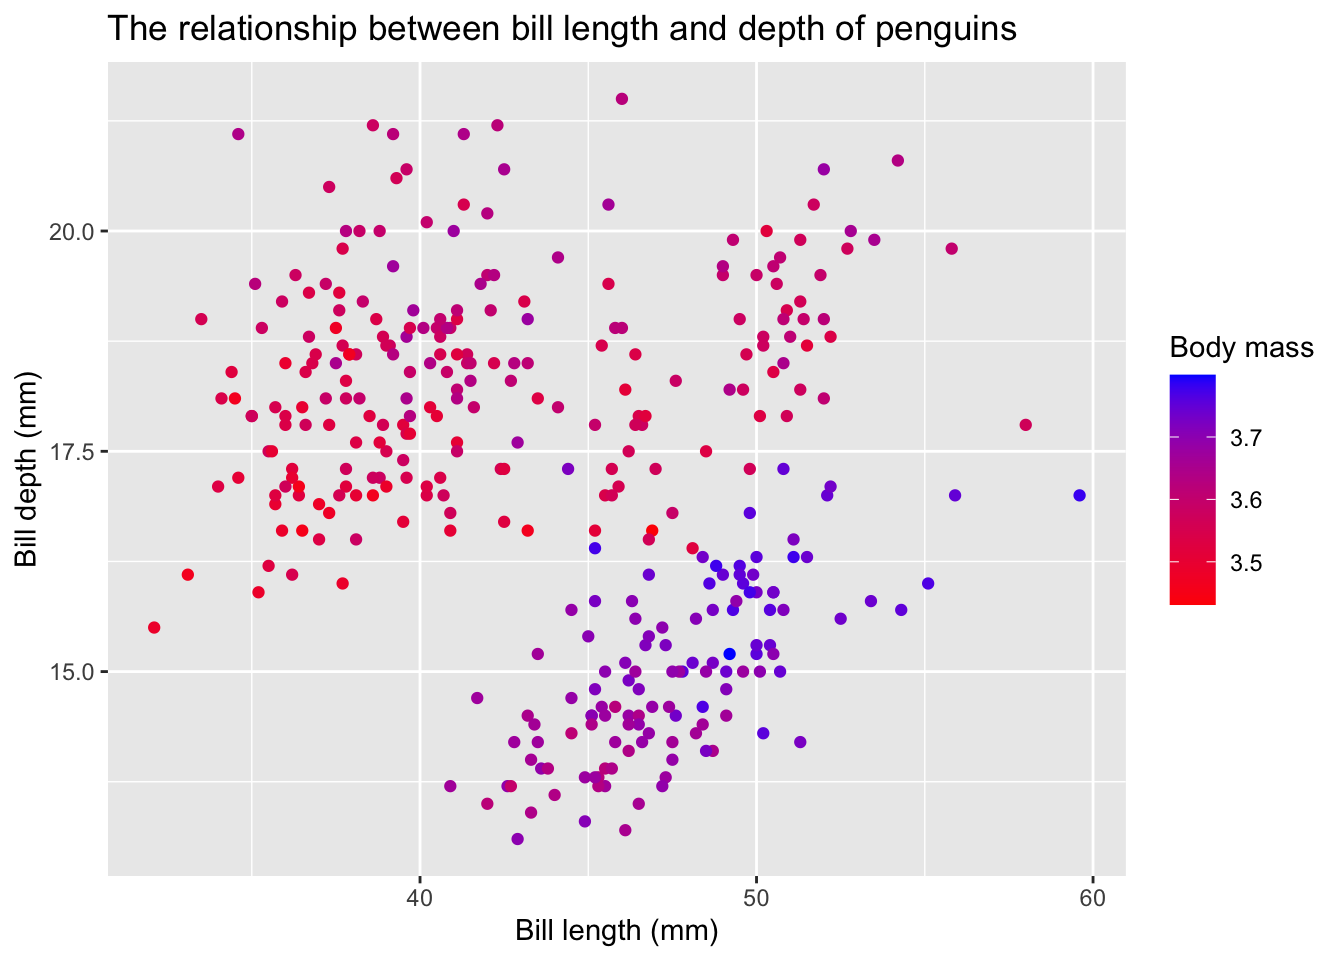 The relationship between bill length and depth of penguins
20.0
17.5
15.0
Bill depth (mm)
40
50
60
Bill length (mm)
Body mass
3.7
3.6
3.5